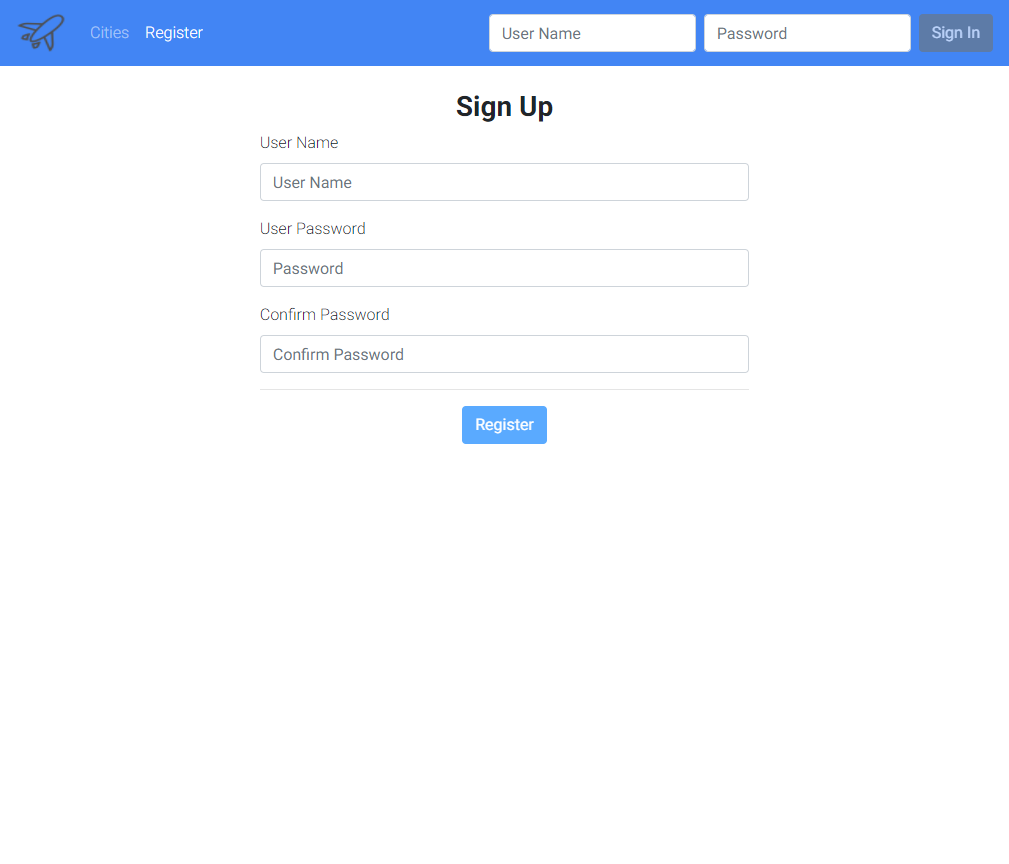 Cities Register User Name Password Sign In
Sign Up
User Name
User Name
User Password
Password
Confirm Password
Confirm Password
Register